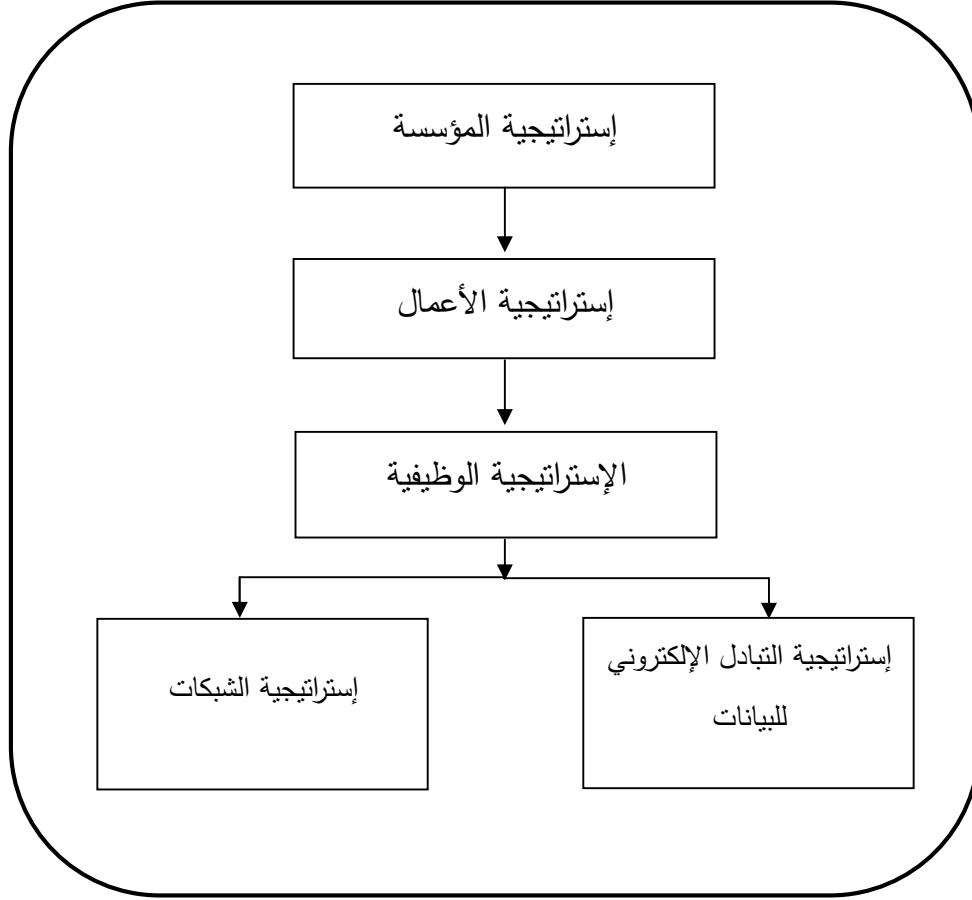 إستراتيجية المؤسسة
إستراتيجية الأعمال
الإستراتيجية الوظيفية
إستراتيجية التبادل الإلكتروني
للبيانات
إستراتيجية الشبكات